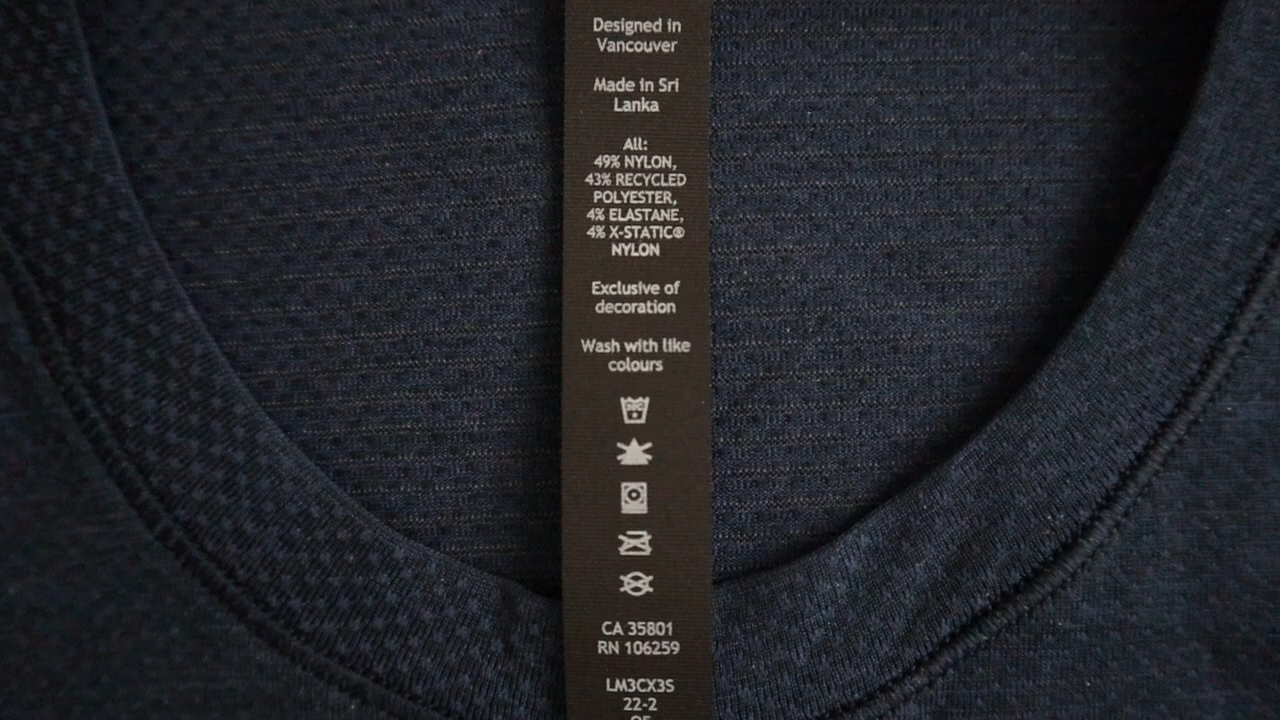 Designed in
Vancouver
Made in Sri
Lanka
All:
49% NYLON,
43% RECYCLED
POLYESTER,
4% ELASTANE,
4% X-STATIC®
NYLON
Exclusive of
decoration
Wash with like
colours
CA 35801
RN 106259
LM3CX3S
22-2